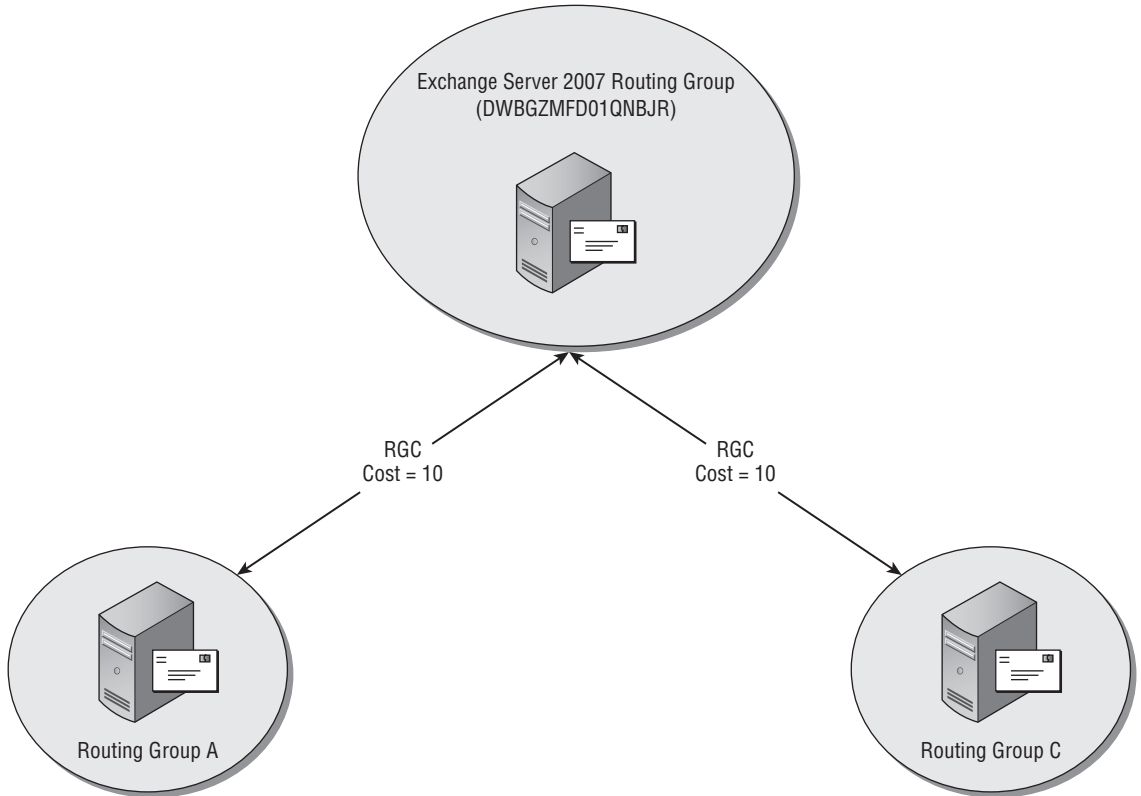 Exchange Server 2007 Routing Group
(DWBGZMFD01QNBJR)
RGC
Cost = 10
RGC
Cost = 10
Routing Group A
Routing Group C